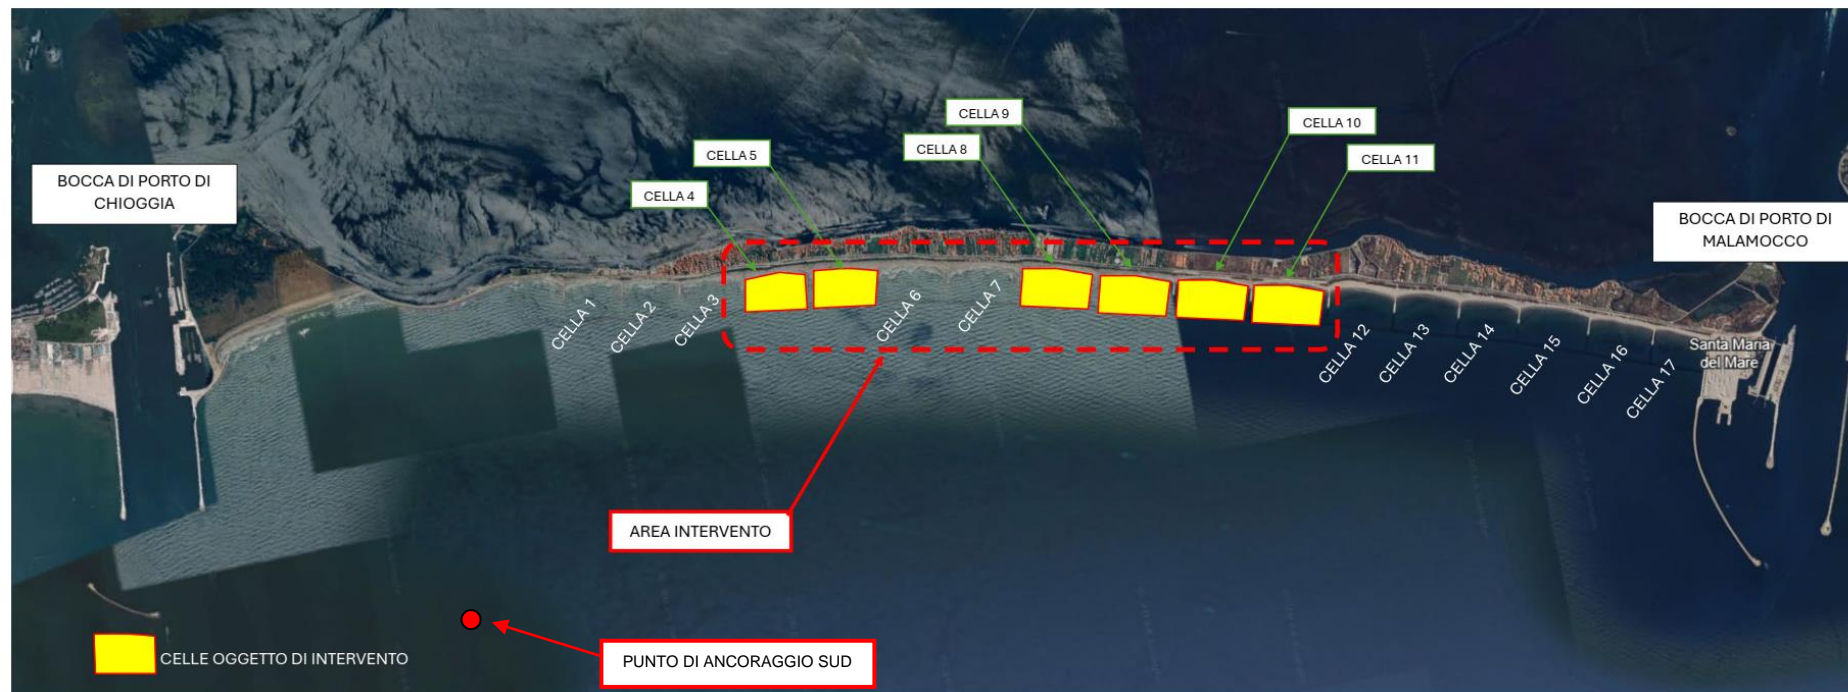 CELLA 9
CELLA 10
CELLA 5
CELLA 8
CELLA 11
BOCCA DI PORTO DI
CHIOGGIA
CELLA 4
BOCCA DI PORTO DI
MALAMOCCO
CELLA 1
CELLA 2
CELLA 3
CELLA 6
CELLA 7
CELLA 12
CELLA 13
CELLA 14
CELLA 15
CELLA 16
CELLA 17
Santa Maria
del Mare
AREA INTERVENTO
CELLE OGGETTO DI INTERVENTO
PUNTO DI ANCORAGGIO SUD